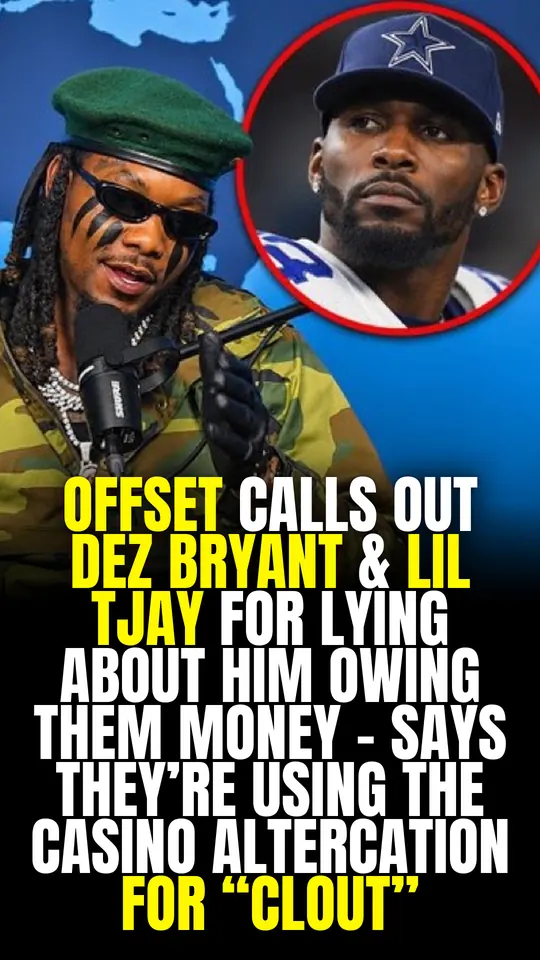 OFFSET CALLS OUT
DEZ BRYANT & LIL
TJAY FOR LYING
ABOUT HIM OWING
THEM MONEY - SAYS
THEY'RE USING THE
CASINO ALTERCATION
FOR “CLOUT”